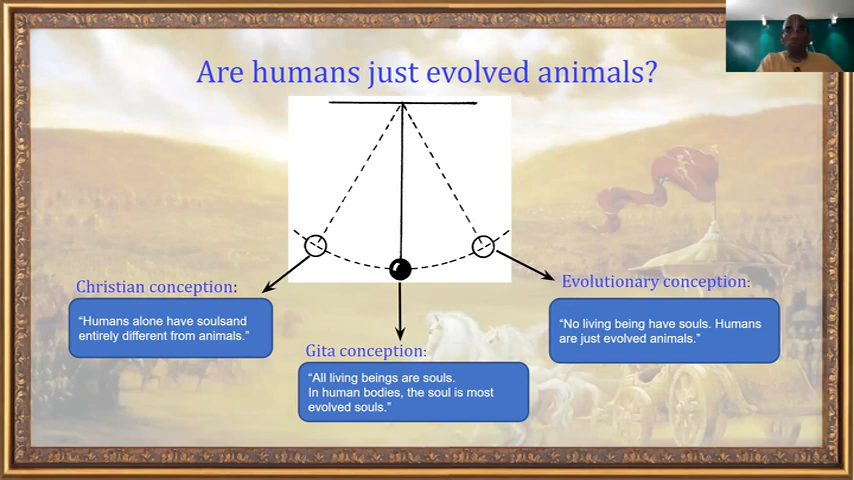 Are humans just evolved animals?
Christian conception:
“Humans alone have soulsand
entirely different from animals.”
Gita conception:
“All living beings are souls.
In human bodies, the soul is most
evolved souls.”
Evolutionary conception:
“No living being have souls. Humans
are just evolved animals.”